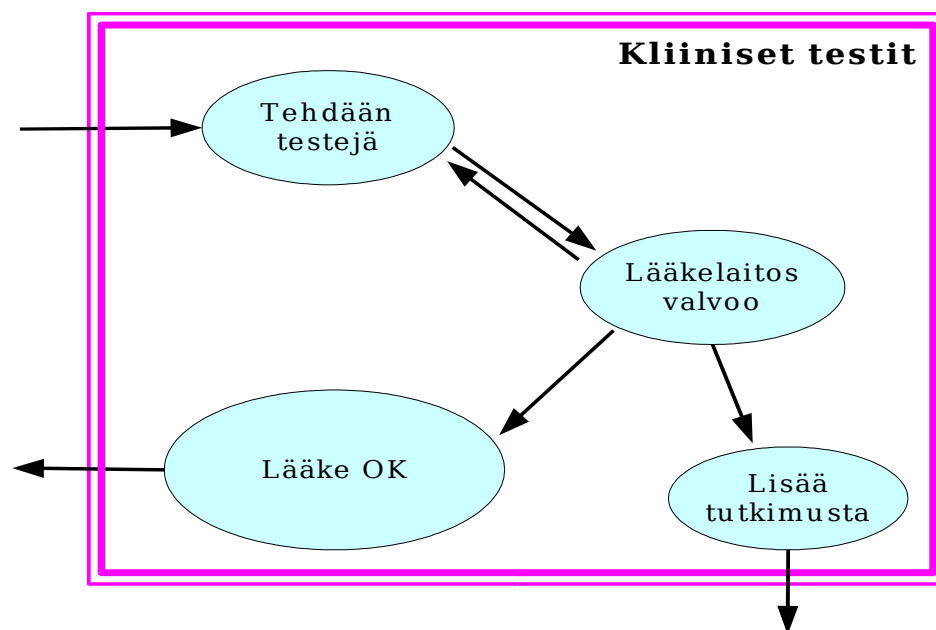 Kliiniset testit
Tehdään
testejä
Lääkelaitos
valvoo
Lääke OK
Lisää
tutkimusta